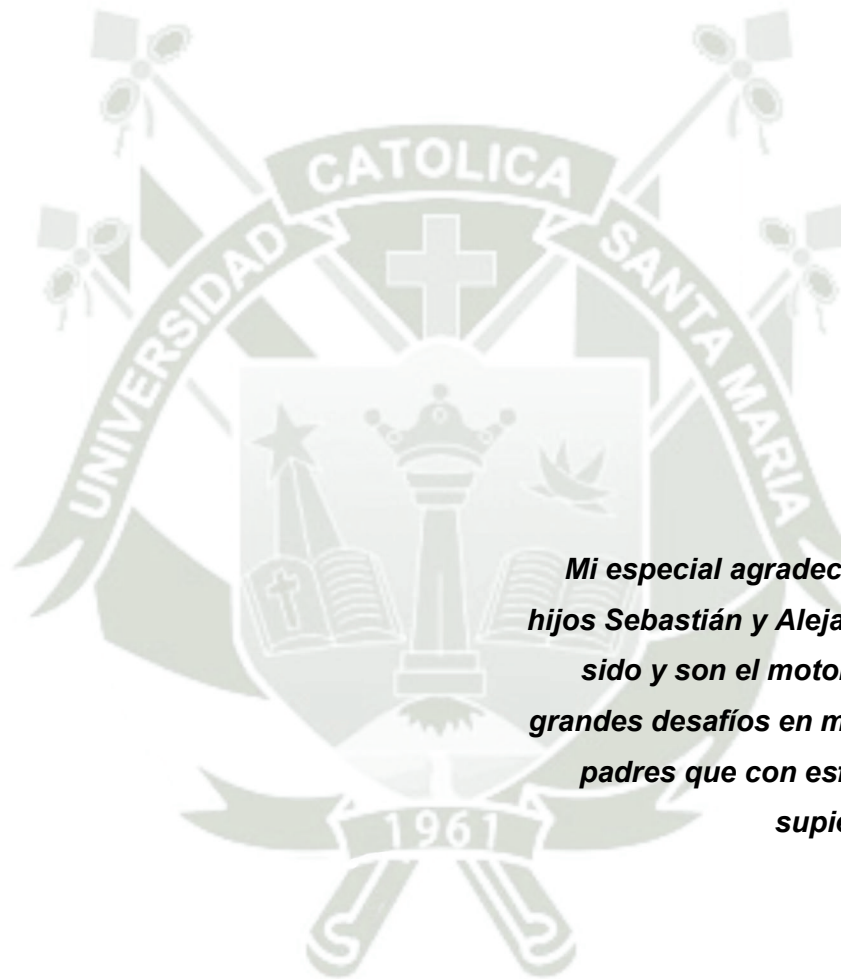 CATOLICA
UNIVERSIDAD
SANTA MARIA
Mi especial agradec
hijos Sebastián y Aleja
sido y son el motor
grandes desafíos en m
padres que con esf
supie
1961